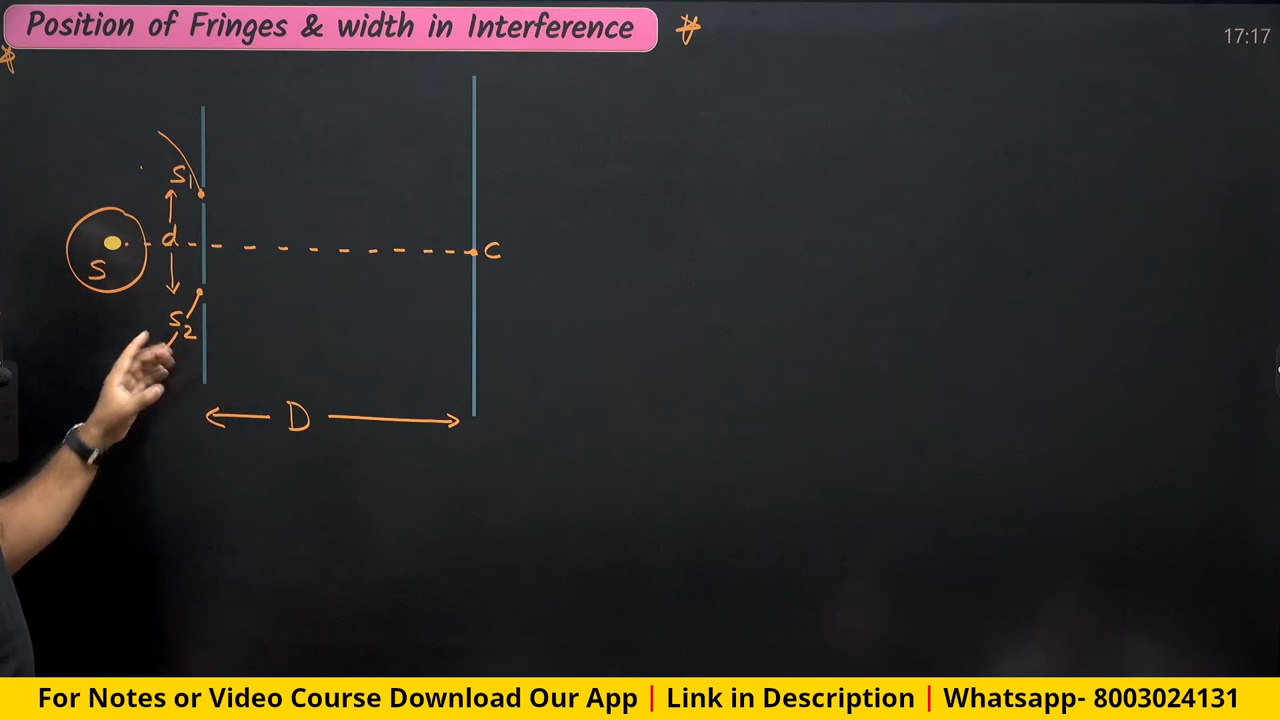 Position of Fringes & width in Interference
17:17
S1
d
S
C
S2
D
For Notes or Video Course Download Our App | Link in Description | Whatsapp- 8003024131